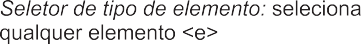 Seletor de tipo de elemento: seleciona
qualquer elemento <e>